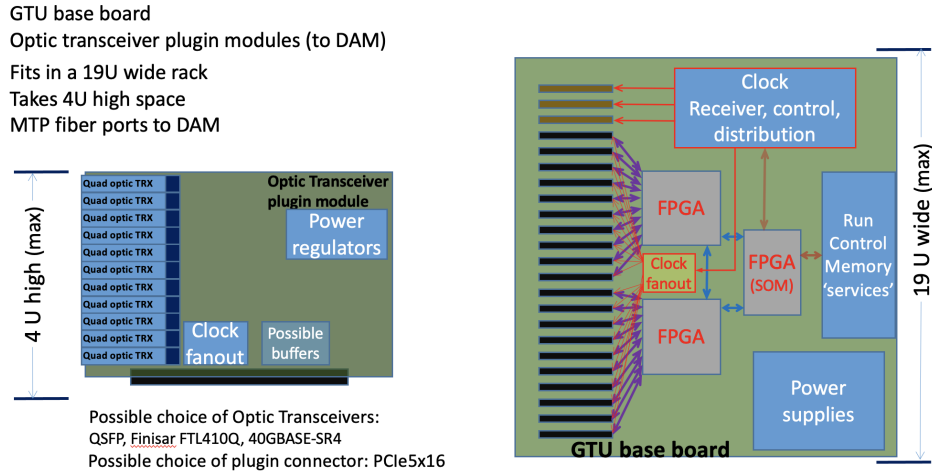 GTU base board
Optic transceiver plugin modules (to DAM)
Fits in a 19U wide rack
Takes 4U high space
MTP fiber ports to DAM
4 U high (max)
Quad optic TRX
Quad optic TRX
Quad optic TRX
Quad optic TRX
Quad optic TRX
Quad optic TRX
Quad optic TRX
Quad optic TRX
Quad optic TRX
Quad optic TRX
Quad optic TRX
Optic Transceiver
plugin module
Power
regulators
Clock
fanout
Possible
buffers
Possible choice of Optic Transceivers:
QSFP, Finisar FTL410Q, 40GBASE-SR4
Possible choice of plugin connector: PCIe5x16
Clock
Receiver, control,
distribution
FPGA
Clock
fanout
FPGA
FPGA
(SOM)
Run
Control
Memory
‘services’
Power
supplies
GTU base board
19 U wide (max)